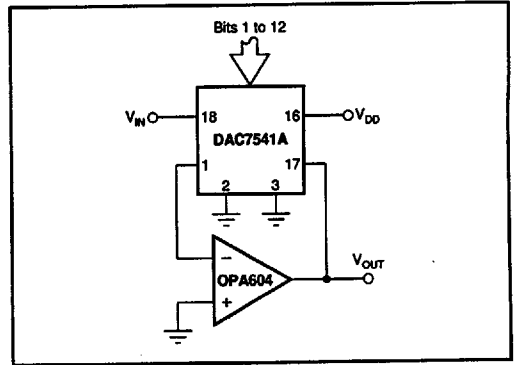 Bits 1 to 12
V_IN
18
16
V_DD
DAC7541A
1
17
2
3
−
OPA604
+
V_OUT